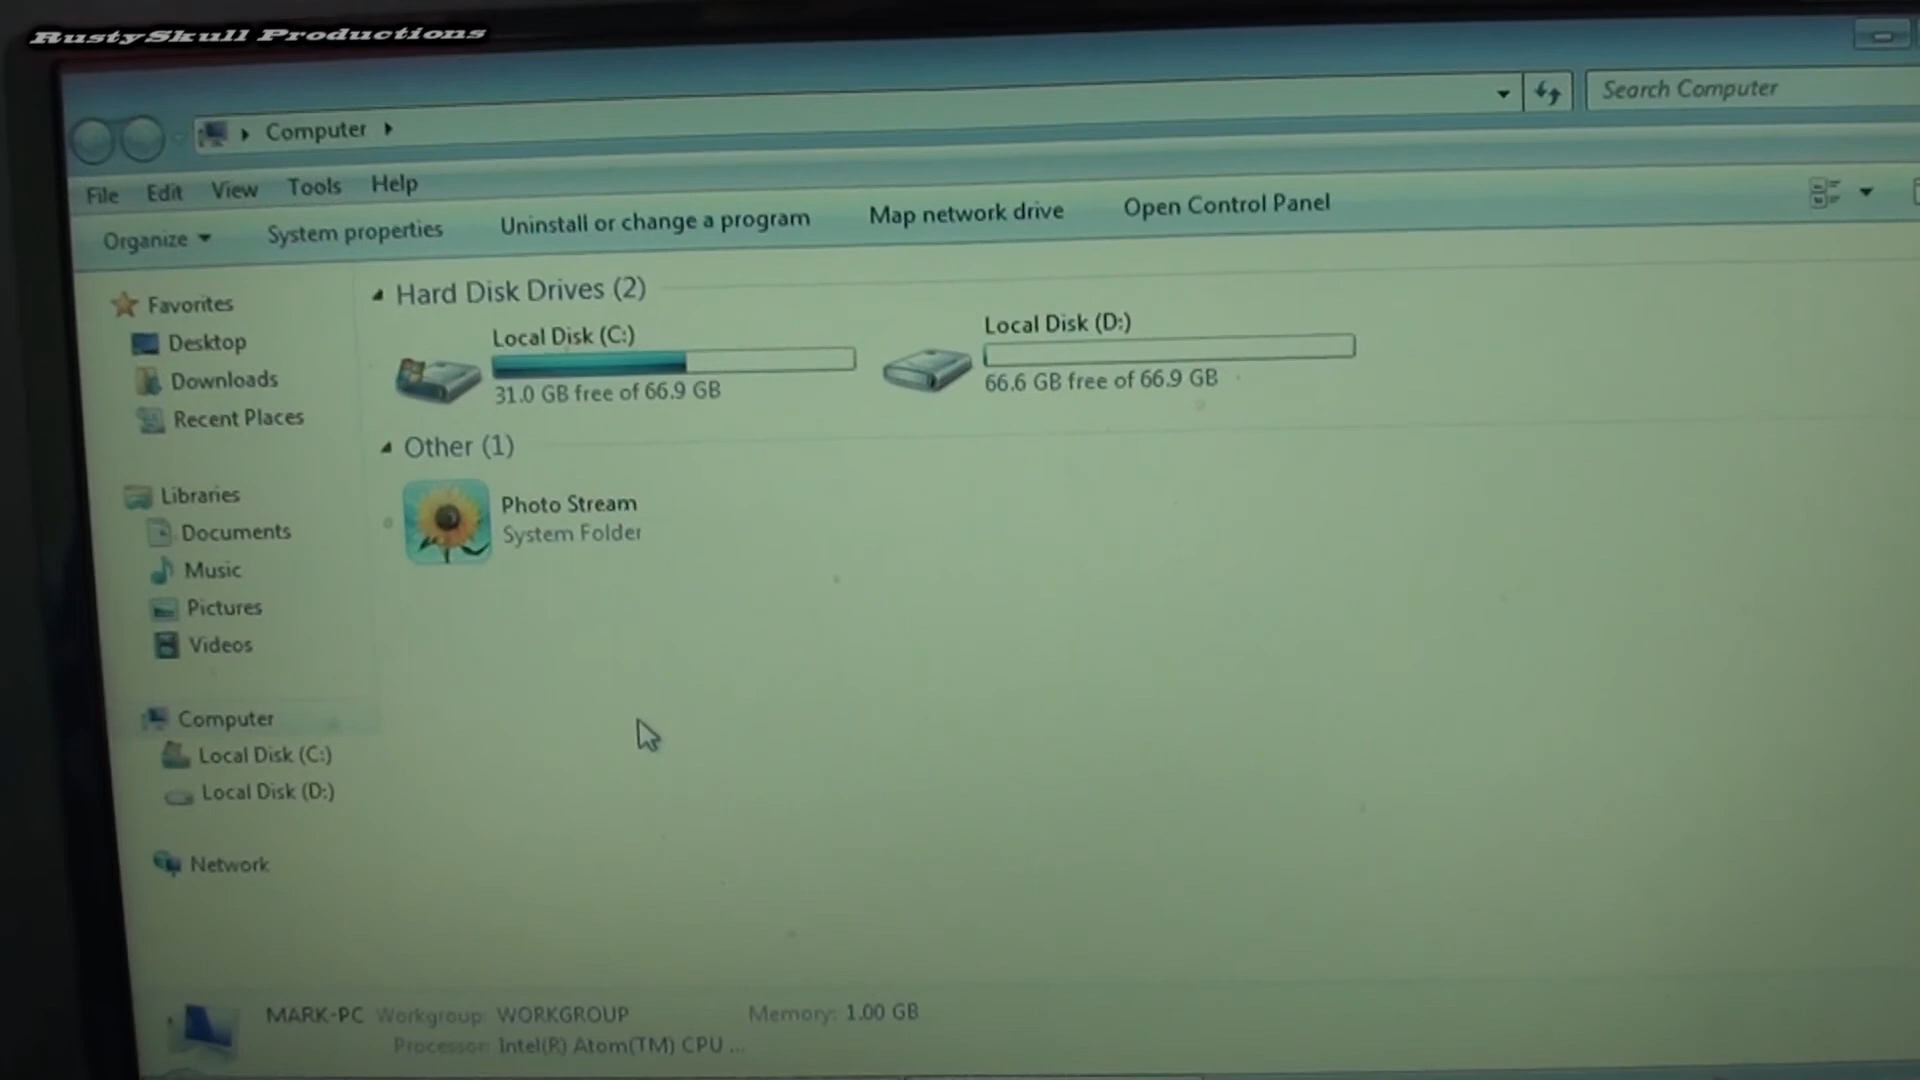 RustySkull Productions
Computer
Search Computer
File Edit View Tools Help
Organize System properties Uninstall or change a program Map network drive Open Control Panel
Favorites
Desktop
Downloads
Recent Places
Libraries
Documents
Music
Pictures
Videos
Computer
Local Disk (C:)
Local Disk (D:)
Network
Hard Disk Drives (2)
Local Disk (C:)
31.0 GB free of 66.9 GB
Local Disk (D:)
66.6 GB free of 66.9 GB
Other (1)
Photo Stream
System Folder
MARK-PC Workgroup: WORKGROUP Memory: 1.00 GB
Processor: Intel(R) Atom(TM) CPU ...